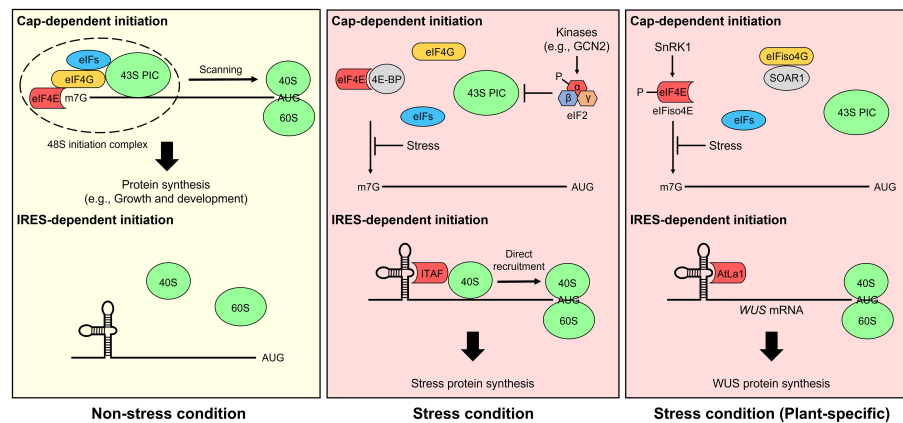 Cap-dependent initiation
eIFs
eIF4G
43S PIC
eIF4E
m7G
Scanning
40S
AUG
60S
48S initiation complex
Protein synthesis
(e.g., Growth and development)
IRES-dependent initiation
40S
60S
AUG
Non-stress condition
Cap-dependent initiation
eIF4G
Kinases
(e.g., GCN2)
eIF4E
4E-BP
43S PIC
P
α
β
γ
eIF2
eIFs
Stress
m7G
AUG
IRES-dependent initiation
ITAF
40S
Direct
recruitment
40S
AUG
60S
Stress protein synthesis
Stress condition
Cap-dependent initiation
SnRK1
eIFiso4G
SOAR1
P
eIF4E
eIFiso4E
eIFs
43S PIC
Stress
m7G
AUG
IRES-dependent initiation
AtLa1
40S
AUG
WUS mRNA
60S
WUS protein synthesis
Stress condition (Plant-specific)